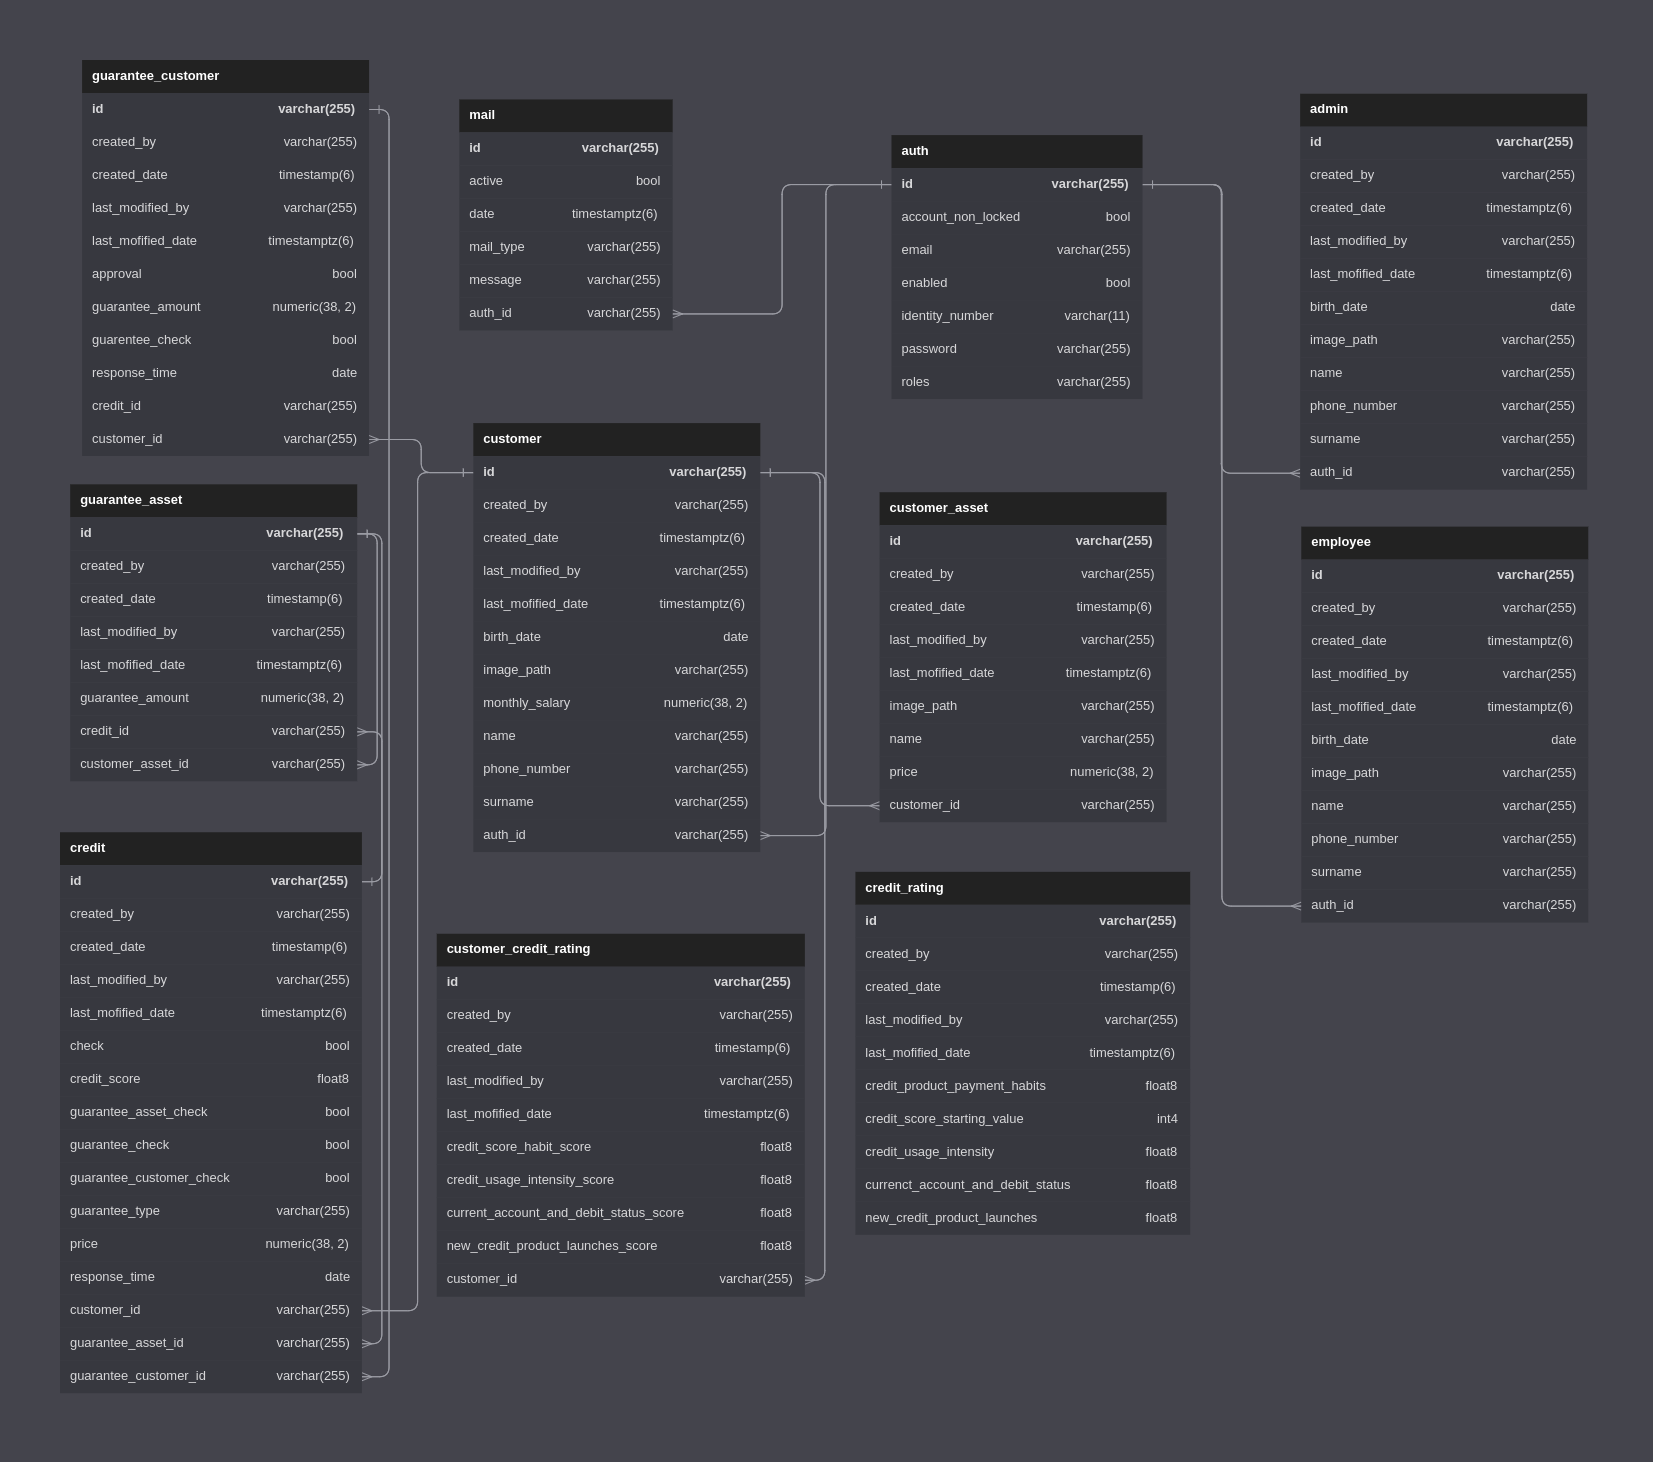 guarantee_customer
id varchar(255)
created_by varchar(255)
created_date timestamp(6)
last_modified_by varchar(255)
last_mofified_date timestamptz(6)
approval bool
guarantee_amount numeric(38, 2)
guarentee_check bool
response_time date
credit_id varchar(255)
customer_id varchar(255)
guarantee_asset
id varchar(255)
created_by varchar(255)
created_date timestamp(6)
last_modified_by varchar(255)
last_mofified_date timestamptz(6)
guarantee_amount numeric(38, 2)
credit_id varchar(255)
customer_asset_id varchar(255)
credit
id varchar(255)
created_by varchar(255)
created_date timestamp(6)
last_modified_by varchar(255)
last_mofified_date timestamptz(6)
check bool
credit_score float8
guarantee_asset_check bool
guarantee_check bool
guarantee_customer_check bool
guarantee_type varchar(255)
price numeric(38, 2)
response_time date
customer_id varchar(255)
guarantee_asset_id varchar(255)
guarantee_customer_id varchar(255)
mail
id varchar(255)
active bool
date timestamptz(6)
mail_type varchar(255)
message varchar(255)
auth_id varchar(255)
customer
id varchar(255)
created_by varchar(255)
created_date timestamptz(6)
last_modified_by varchar(255)
last_mofified_date timestamptz(6)
birth_date date
image_path varchar(255)
monthly_salary numeric(38, 2)
name varchar(255)
phone_number varchar(255)
surname varchar(255)
auth_id varchar(255)
customer_credit_rating
id varchar(255)
created_by varchar(255)
created_date timestamp(6)
last_modified_by varchar(255)
last_mofified_date timestamptz(6)
credit_score_habit_score float8
credit_usage_intensity_score float8
current_account_and_debit_status_score float8
new_credit_product_launches_score float8
customer_id varchar(255)
auth
id varchar(255)
account_non_locked bool
email varchar(255)
enabled bool
identity_number varchar(11)
password varchar(255)
roles varchar(255)
customer_asset
id varchar(255)
created_by varchar(255)
created_date timestamp(6)
last_modified_by varchar(255)
last_mofified_date timestamptz(6)
image_path varchar(255)
name varchar(255)
price numeric(38, 2)
customer_id varchar(255)
credit_rating
id varchar(255)
created_by varchar(255)
created_date timestamp(6)
last_modified_by varchar(255)
last_mofified_date timestamptz(6)
credit_product_payment_habits float8
credit_score_starting_value int4
credit_usage_intensity float8
currenct_account_and_debit_status float8
new_credit_product_launches float8
admin
id varchar(255)
created_by varchar(255)
created_date timestamptz(6)
last_modified_by varchar(255)
last_mofified_date timestamptz(6)
birth_date date
image_path varchar(255)
name varchar(255)
phone_number varchar(255)
surname varchar(255)
auth_id varchar(255)
employee
id varchar(255)
created_by varchar(255)
created_date timestamptz(6)
last_modified_by varchar(255)
last_mofified_date timestamptz(6)
birth_date date
image_path varchar(255)
name varchar(255)
phone_number varchar(255)
surname varchar(255)
auth_id varchar(255)